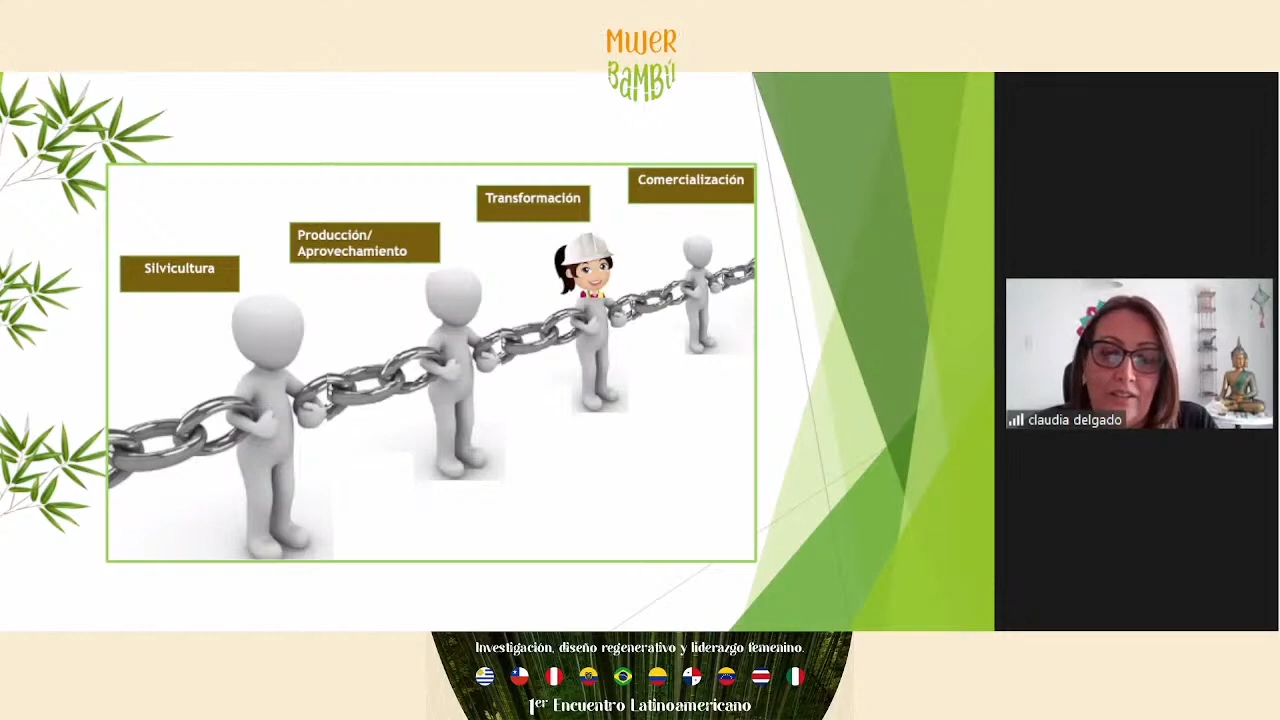 MUJER
BAMBÚ
Comercialización
Transformación
Producción/
Aprovechamiento
Silvicultura
claudia delgado
Investigación, diseño regenerativo y liderazgo femenino.
1er Encuentro Latinoamericano